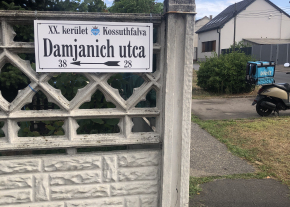 XX. kerület Kossuthfalva
Damjanich utca
38 28